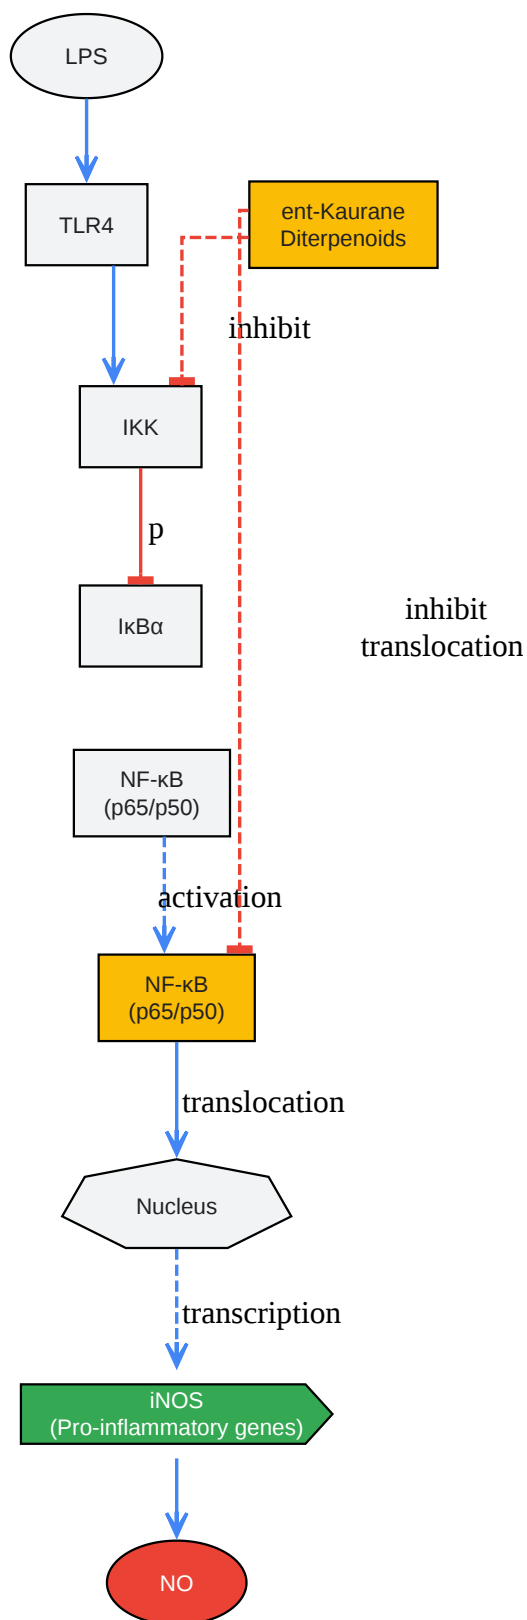 LPS
TLR4
ent-Kaurane
Diterpenoids
inhibit
IKK
p
IκBα
inhibit
translocation
NF-κB
(p65/p50)
activation
NF-κB
(p65/p50)
translocation
Nucleus
transcription
iNOS
(Pro-inflammatory genes)
NO